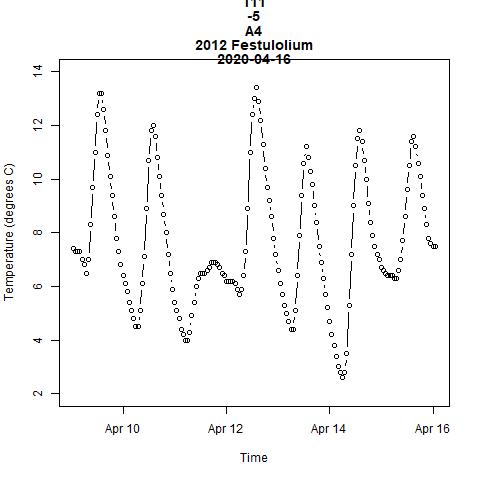 T11
-5
A4
2012 Festulolium
2020-04-16
Temperature (degrees C)
14
12
10
8
6
4
2
Apr 10
Apr 12
Apr 14
Apr 16
Time